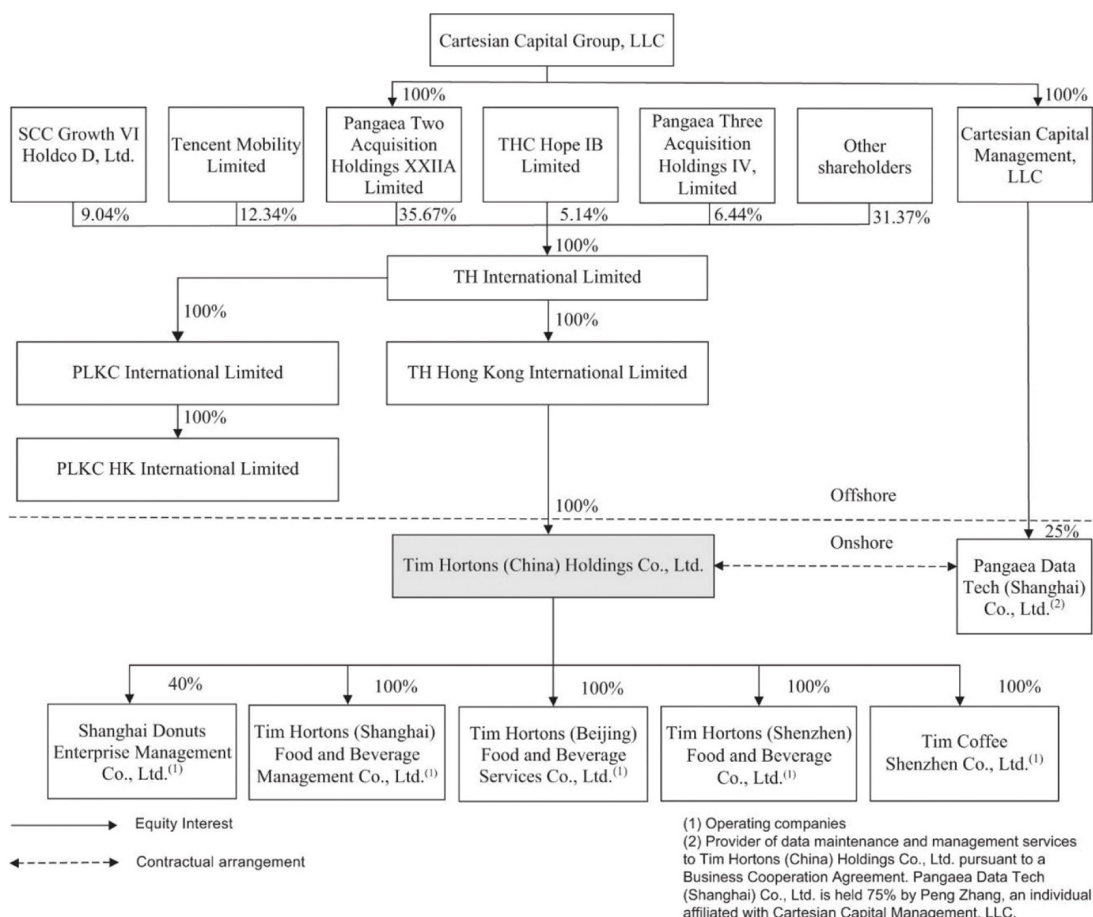 Cartesian Capital Group, LLC
100%
100%
SCC Growth VI
Holdco D, Ltd.
Tencent Mobility
Limited
Pangaea Two
Acquisition
Holdings XXIIA
Limited
THC Hope IB
Limited
Pangaea Three
Acquisition
Holdings IV,
Limited
Other
shareholders
Cartesian Capital
Management,
LLC
9.04%
12.34%
35.67%
5.14%
6.44%
31.37%
100%
TH International Limited
100%
100%
PLKC International Limited
TH Hong Kong International Limited
100%
PLKC HK International Limited
100%
Offshore
Onshore
25%
Tim Hortons (China) Holdings Co., Ltd.
Pangaea Data
Tech (Shanghai)
Co., Ltd.(2)
40%
100%
100%
100%
100%
Shanghai Donuts
Enterprise Management
Co., Ltd.(1)
Tim Hortons (Shanghai)
Food and Beverage
Management Co., Ltd.(1)
Tim Hortons (Beijing)
Food and Beverage
Services Co., Ltd.(1)
Tim Hortons (Shenzhen)
Food and Beverage
Co., Ltd.(1)
Tim Coffee
Shenzhen Co., Ltd.(1)
Equity Interest
Contractual arrangement
(1) Operating companies
(2) Provider of data maintenance and management services
to Tim Hortons (China) Holdings Co., Ltd. pursuant to a
Business Cooperation Agreement. Pangaea Data Tech
(Shanghai) Co., Ltd. is held 75% by Peng Zhang, an individual
affiliated with Cartesian Capital Management, LLC.